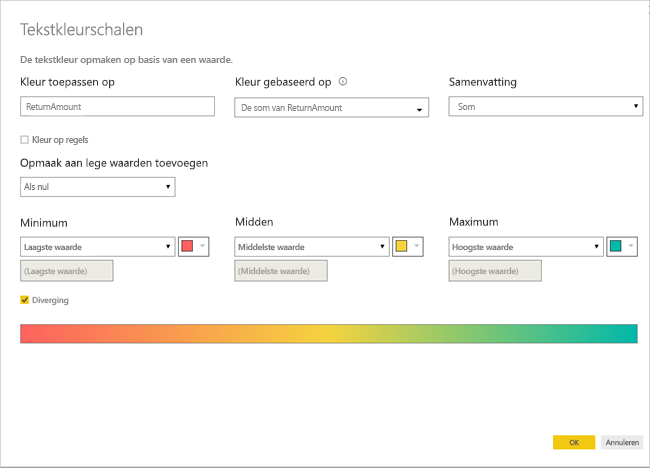 Tekstkleurschalen
De tekstkleur opmaken op basis van een waarde.
Kleur toepassen op
Kleur gebaseerd op
Samenvatting
ReturnAmount
De som van ReturnAmount
Som
Kleur op regels
Opmaak aan lege waarden toevoegen
Als nul
Minimum
Midden
Maximum
Laagste waarde
Middelste waarde
Hoogste waarde
(Laagste waarde)
(Middelste waarde)
(Hoogste waarde)
Diverging
OK
Annuleren